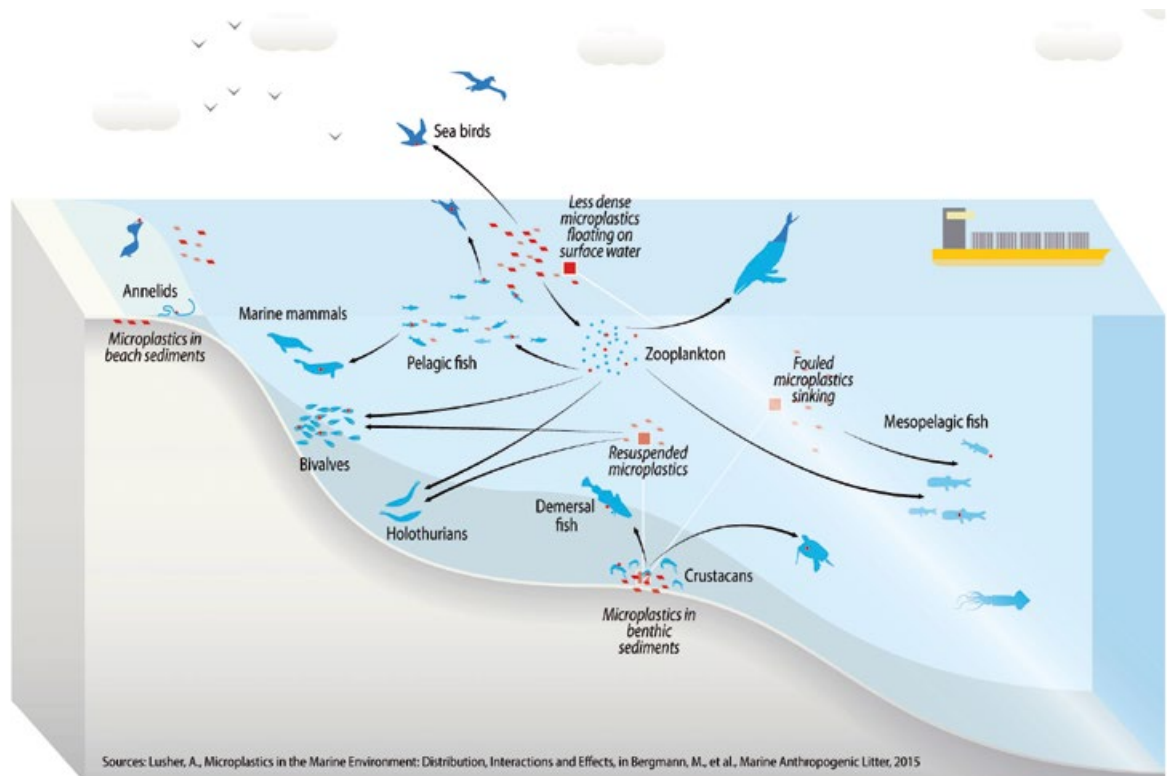 Sea birds
Less dense
microplastics
floating on
surface water
Annelids
Microplastics in
beach sediments
Marine mammals
Pelagic fish
Zooplankton
Fouled
microplastics
sinking
Mesopelagic fish
Bivalves
Resuspended
microplastics
Holothurians
Demersal
fish
Crustacans
Microplastics in
benthic
sediments
Sources: Lusher, A., Microplastics in the Marine Environment: Distribution, Interactions and Effects, in Bergmann, M., et al., Marine Anthropogenic Litter, 2015